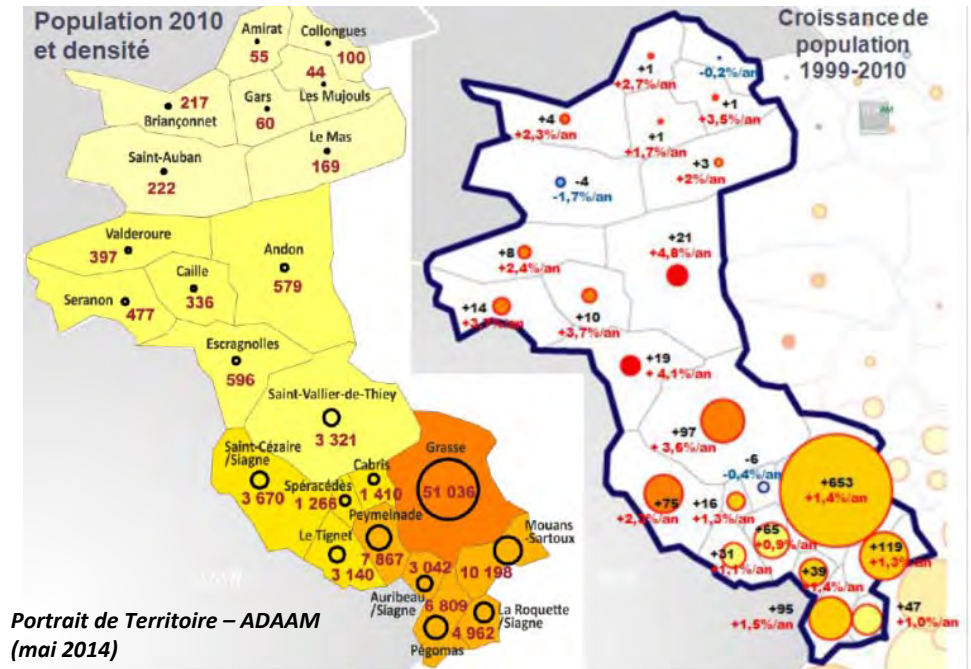 Population 2010
et densité
Amirat
55
Collongues
100
44
Les Mujouls
217
Briançonnet
Gars
60
Le Mas
169
Saint-Auban
222
Valderoure
397
Andon
579
Caille
336
Seranon
477
Escragnolles
596
Saint-Vallier-de-Thiey
3 321
Saint-Cézaire
/Siagne
3 670
Cabris
1 410
Spéracédès
1 266
Grasse
51 036
Peymeinade
7 867
Le Tignet
3 140
Mouans
-Sartoux
10 198
3 042
Auribeau
/Siagne
6 809
Pégomas
La Roquette
/Siagne
4 962
Portrait de Territoire – ADAAM
(mai 2014)
Croissance de
population
1999-2010
+1
+2,7%/an
-0,2%/an
+1
+3,5%/an
+4
+2,3%/an
+1
+1,7%/an
+3
+2%/an
-4
-1,7%/an
+8
+2,4%/an
+21
+4,8%/an
+14
+10
+3,7%/an
+19
+ 4,1%/an
+97
+ 3,6%/an
-6
-0,4%/an
+653
+1,4%/an
+75
+16
+1,3%/an
+65
+0,9%/an
+31
+1,1%/an
+119
+1,3%/an
+39
+1,4%/an
+95
+1,5%/an
+47
+1,0%/an